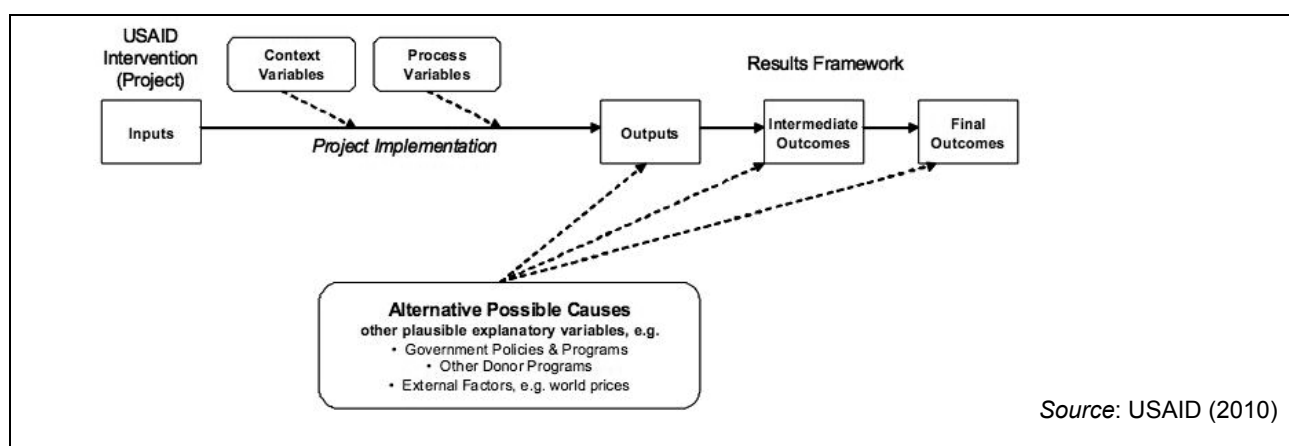 USAID
Intervention
(Project)
Context
Variables
Process
Variables
Results Framework
Inputs
Project Implementation
Outputs
Intermediate
Outcomes
Final
Outcomes
Alternative Possible Causes
other plausible explanatory variables, e.g.
• Government Policies & Programs
• Other Donor Programs
• External Factors, e.g. world prices
Source: USAID (2010)